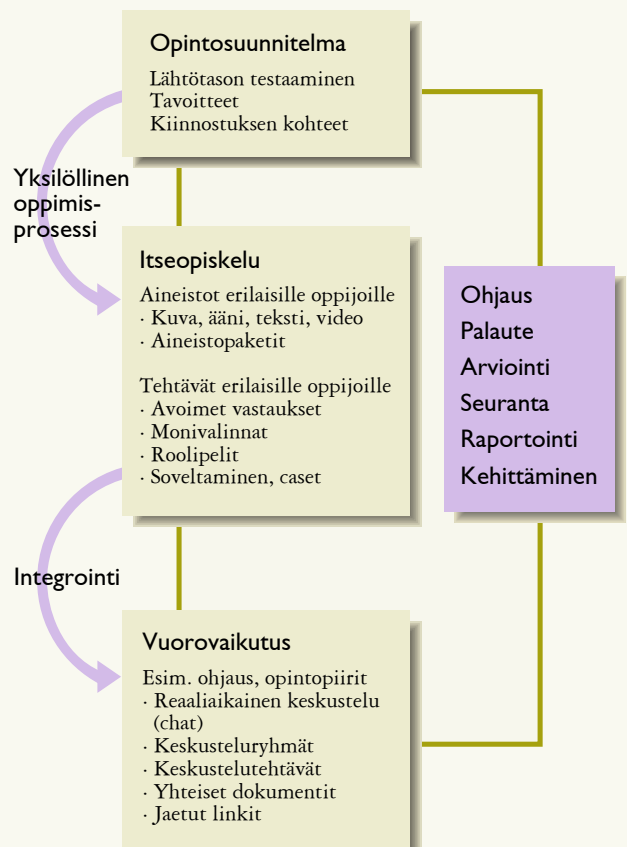 Opintosuunnitelma
Lähtötason testaaminen
Tavoitteet
Kiinnostuksen kohteet
Yksilöllinen
oppimis-
prosessi
Itseopiskelu
Aineistot erilaisille oppijoille
· Kuva, ääni, teksti, video
· Aineistopaketit
Tehtävät erilaisille oppijoille
· Avoimet vastaukset
· Monivalinnat
· Roolipelit
· Soveltaminen, caset
Integrointi
Vuorovaikutus
Esim. ohjaus, opintopiirit
· Reaaliaikainen keskustelu
(chat)
· Keskusteluryhmät
· Keskustelutehtävät
· Yhteiset dokumentit
· Jaetut linkit
Ohjaus
Palaute
Arviointi
Seuranta
Raportointi
Kehittäminen